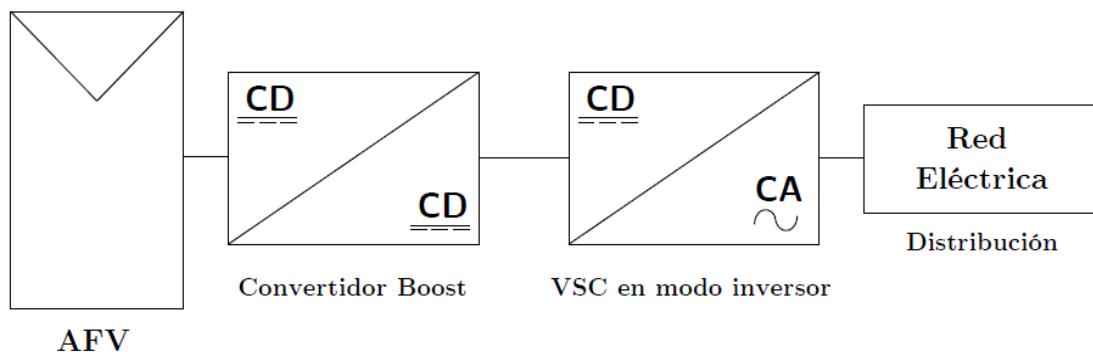 CD
CD
Convertidor Boost
CD
CA
VSC en modo inversor
Red
Eléctrica
Distribución
AFV